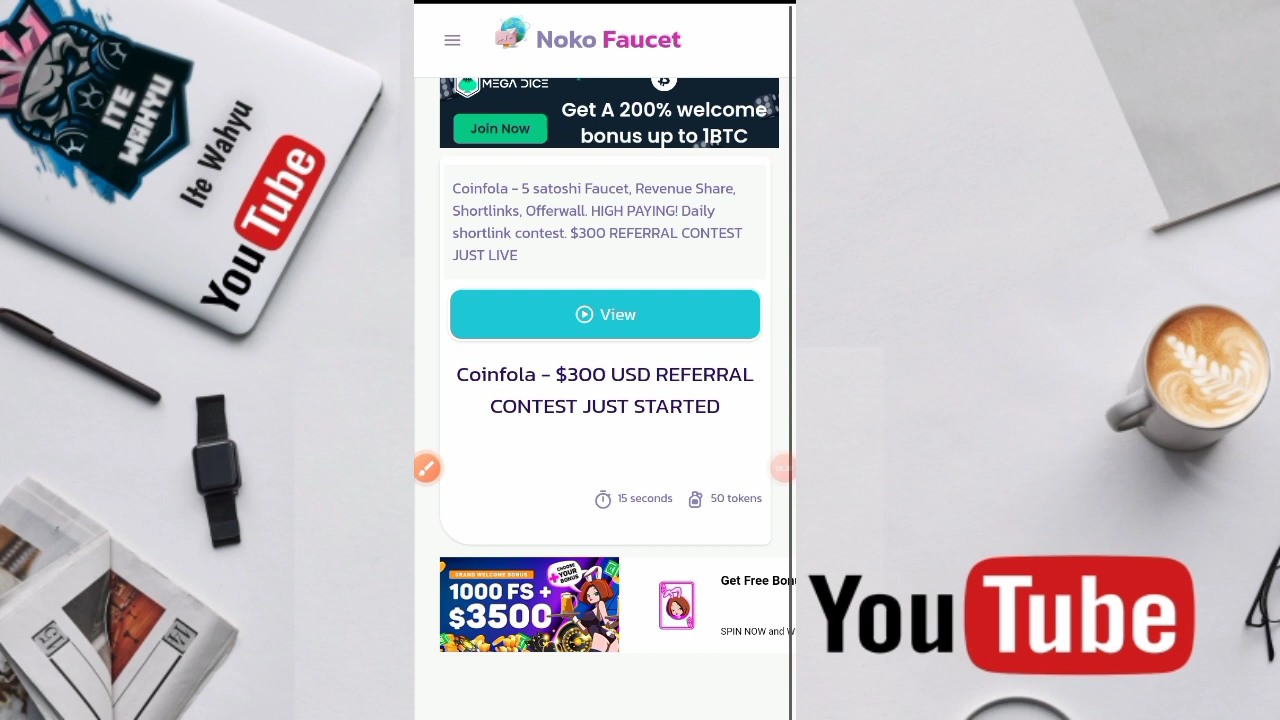 ITE
WAHYU
Ite Wahyu
YouTube
Noko Faucet
MEGA DICE
Get A 200% welcome
bonus up to 1BTC
Join Now
Coinfola - 5 satoshi Faucet, Revenue Share,
Shortlinks, Offerwall. HIGH PAYING! Daily
shortlink contest. $300 REFERRAL CONTEST
JUST LIVE
View
Coinfola - $300 USD REFERRAL
CONTEST JUST STARTED
15 seconds
50 tokens
GRAND WELCOME BONUS
1000 FS +
$3500
CHOOSE
YOUR
BONUS
Get Free Bonu
SPIN NOW and W
YouTube